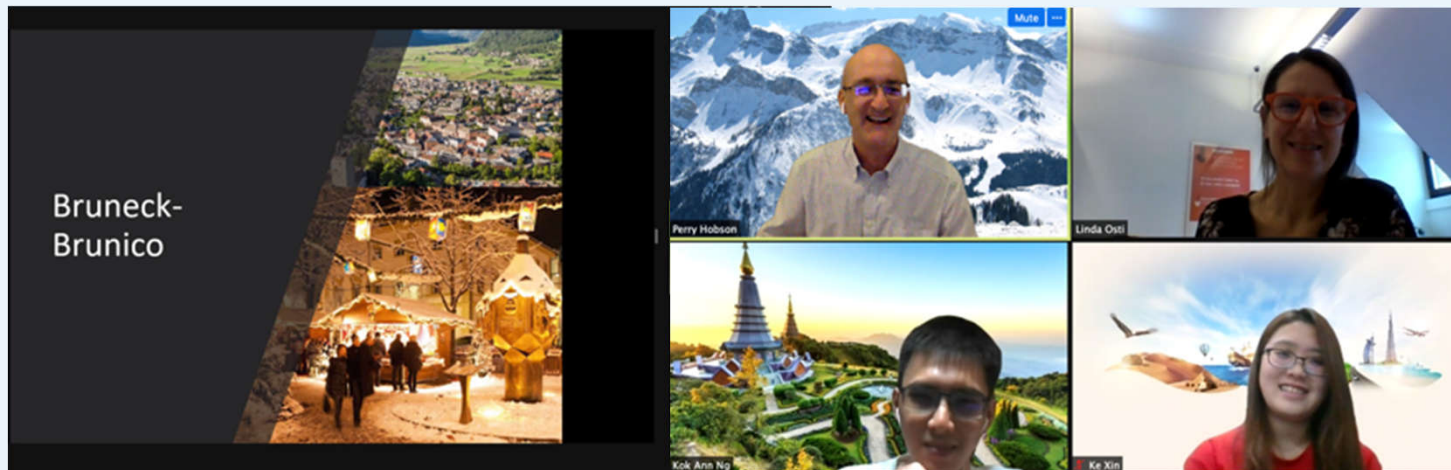 Bruneck-
Brunico
Mute
Perry Hobson
Linda Osti
Kok Ann Ng
Ke Xin